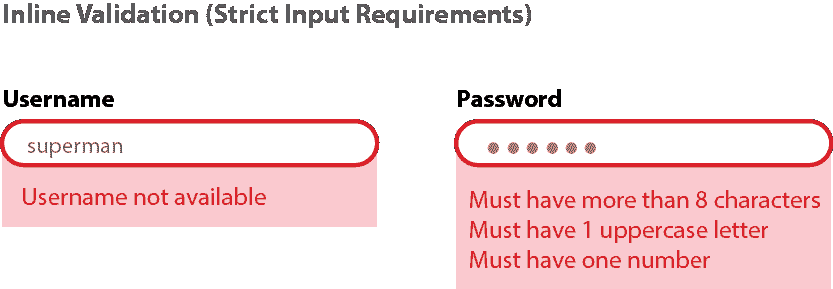 Inline Validation (Strict Input Requirements)
Username
superman
Username not available
Password
Must have more than 8 characters
Must have 1 uppercase letter
Must have one number